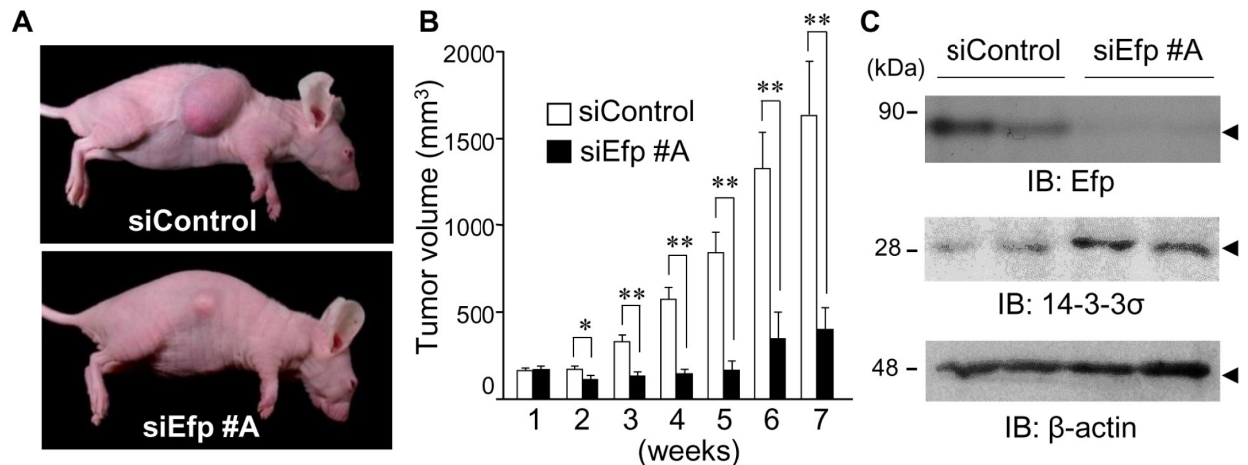 A
siControl
siEfp #A
B
Tumor volume (mm³)
2000
1500
1000
500
0
siControl
siEfp #A
*
**
**
**
**
**
1 2 3 4 5 6 7
(weeks)
C
siControl siEfp #A
(kDa)
90
IB: Efp
28
IB: 14-3-3σ
48
IB: β-actin